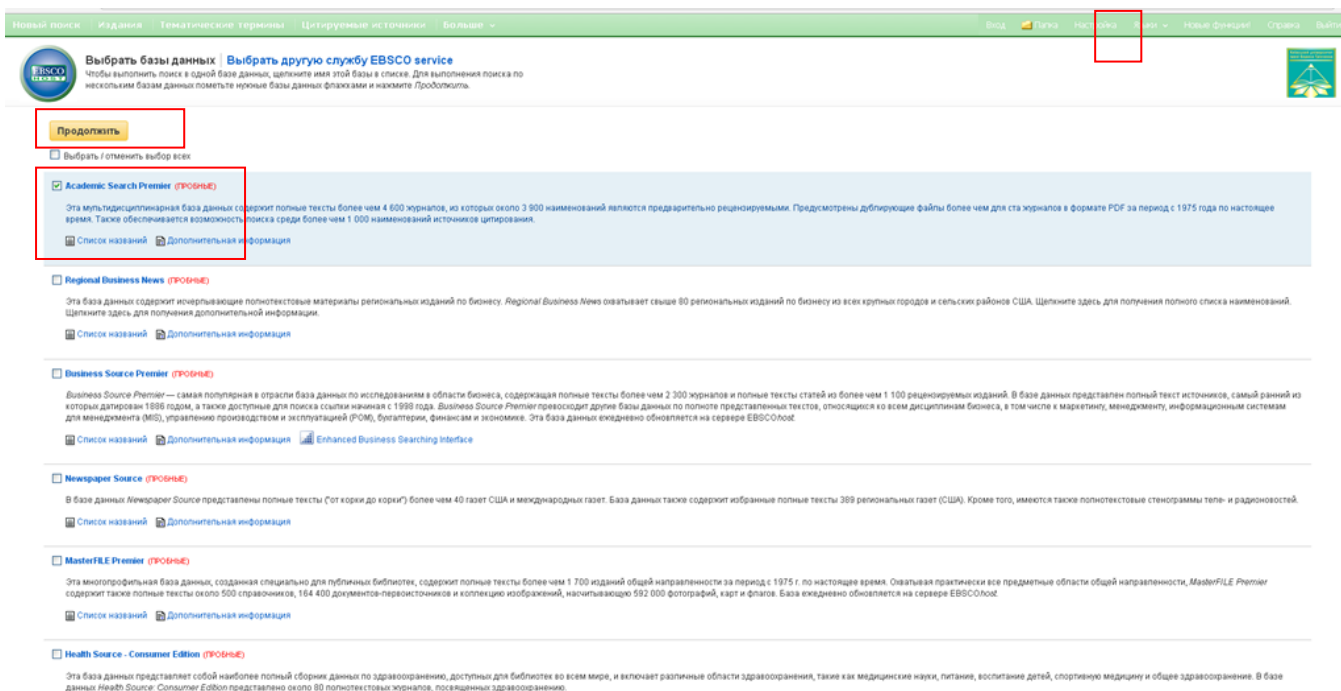 Новый поиск Издания Тематические термины Цитируемые источники Больше
Вход Папка Настройка Языки Новые функции! Справка Выйти
EBSCO HOST
Выбрать базы данных | Выбрать другую службу EBSCO service
Чтобы выполнить поиск в одной базе данных, щелкните имя этой базы в списке. Для выполнения поиска по
нескольким базам данных пометьте нужные базы данных флажками и нажмите Продолжить.
Продолжить
Выбрать / отменить выбор всех
Academic Search Premier (ПРОБНЫЕ)
Эта мультидисциплинарная база данных содержит полные тексты более чем 4 600 журналов, из которых около 3 900 наименований являются предварительно рецензируемыми. Предусмотрены дублирующие файлы более чем для ста журналов в формате PDF за период с 1975 года по настоящее
время. Также обеспечивается возможность поиска среди более чем 1 000 наименований источников цитирования.
Список названий Дополнительная информация
Regional Business News (ПРОБНЫЕ)
Эта база данных содержит исчерпывающие полнотекстовые материалы региональных изданий по бизнесу. Regional Business News охватывает свыше 80 региональных изданий по бизнесу из всех крупных городов и сельских районов США. Щелкните здесь для получения полного списка наименований.
Щелкните здесь для получения дополнительной информации.
Список названий Дополнительная информация
Business Source Premier (ПРОБНЫЕ)
Business Source Premier — самая популярная в отрасли база данных по исследованиям в области бизнеса, содержащая полные тексты более чем 2 300 журналов и полные тексты статей из более чем 1 100 рецензируемых изданий. В базе данных представлен полный текст источников, самый ранний из
которых датирован 1886 годом, а также доступные для поиска ссылки начиная с 1998 года. Business Source Premier превосходит другие базы данных по полноте представленных текстов, относящихся ко всем дисциплинам бизнеса, в том числе к маркетингу, менеджменту, информационным системам
для менеджмента (MIS), управлению производством и эксплуатацией (POM), бухгалтерии, финансам и экономике. Эта база данных ежедневно обновляется на сервере EBSCOhost.
Список названий Дополнительная информация Enhanced Business Searching Interface
Newspaper Source (ПРОБНЫЕ)
В базе данных Newspaper Source представлены полные тексты ("от корки до корки") более чем 40 газет США и международных газет. База данных также содержит избранные полные тексты 389 региональных газет (США). Кроме того, имеются также полнотекстовые стенограммы теле- и радионовостей.
Список названий Дополнительная информация
MasterFILE Premier (ПРОБНЫЕ)
Эта многопрофильная база данных, созданная специально для публичных библиотек, содержит полные тексты более чем 1 700 изданий общей направленности за период с 1975 г. по настоящее время. Охватывая практически все предметные области общей направленности, MasterFILE Premier
содержит также полные тексты около 500 справочников, 164 400 документов-первоисточников и коллекцию изображений, насчитывающую 592 000 фотографий, карт и флагов. База ежедневно обновляется на сервере EBSCOhost.
Список названий Дополнительная информация
Health Source - Consumer Edition (ПРОБНЫЕ)
Эта база данных представляет собой наиболее полный сборник данных по здравоохранению, доступных для библиотек во всем мире, и включает различные области здравоохранения, такие как медицинские науки, питание, воспитание детей, спортивную медицину и общее здравоохранение. В базе
данных Health Source: Consumer Edition представлено около 80 полнотекстовых журналов, посвященных здравоохранению.